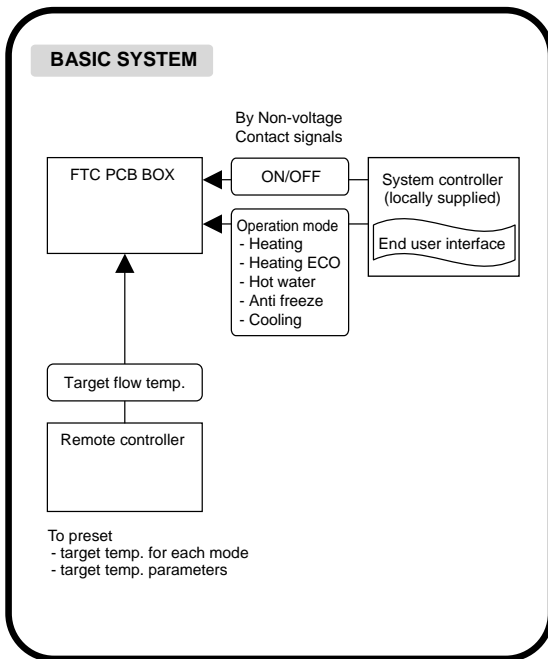 BASIC SYSTEM
By Non-voltage
Contact signals
FTC PCB BOX
ON/OFF
System controller
(locally supplied)
End user interface
Operation mode
- Heating
- Heating ECO
- Hot water
- Anti freeze
- Cooling
Target flow temp.
Remote controller
To preset
- target temp. for each mode
- target temp. parameters